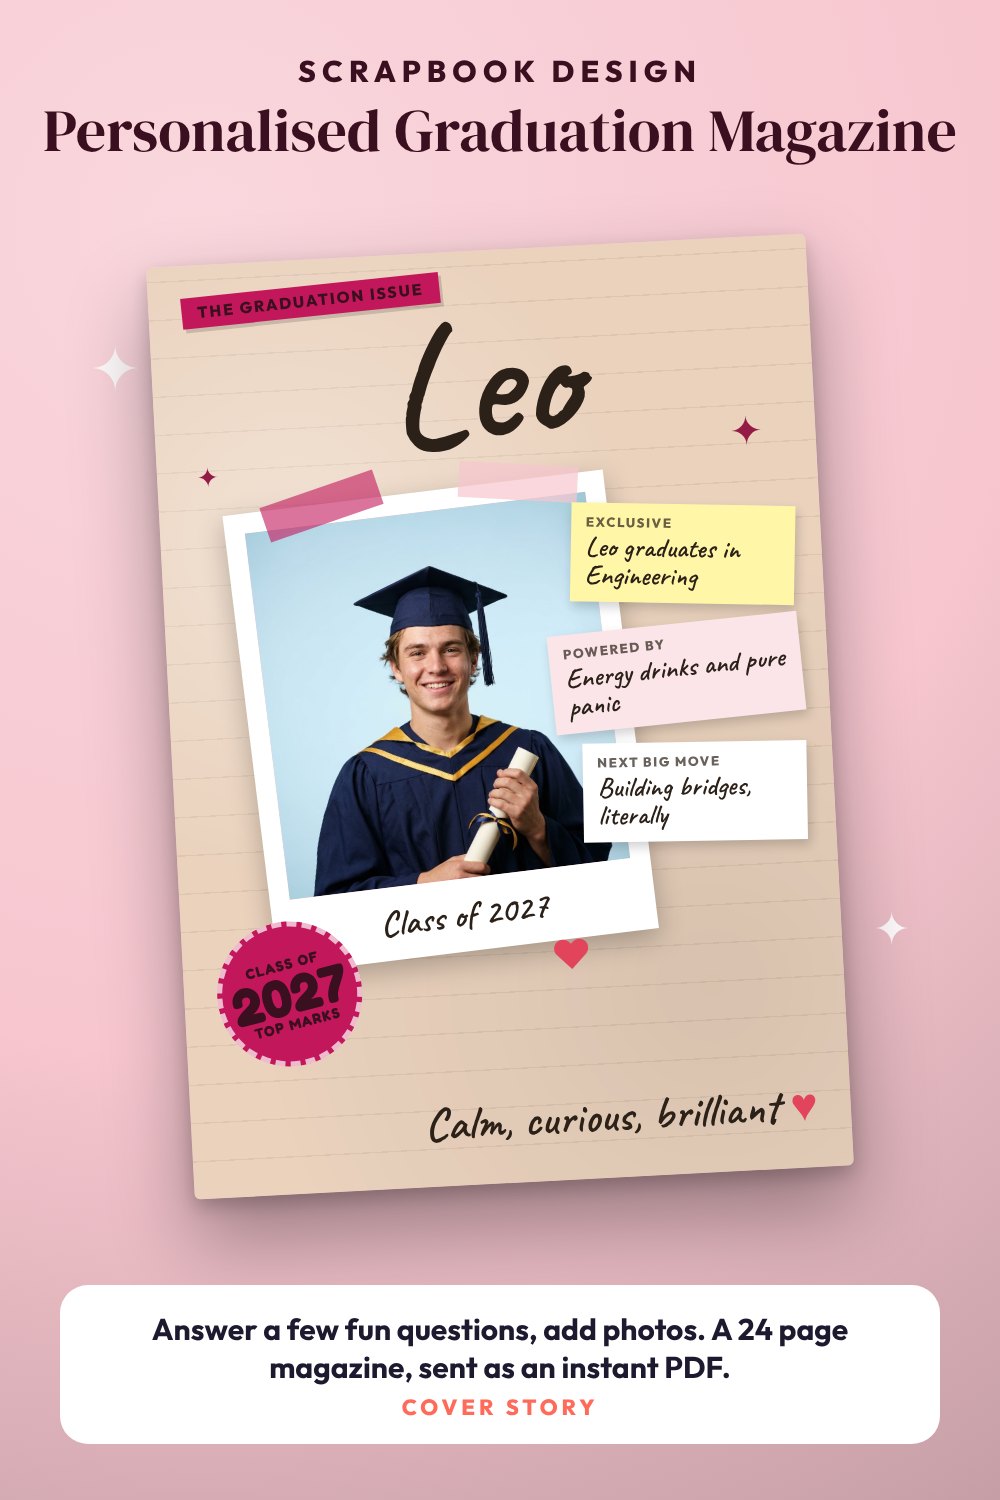 SCRAPBOOK DESIGN
Personalised Graduation Magazine
THE GRADUATION ISSUE
Leo
EXCLUSIVE
Leo graduates in
Engineering
POWERED BY
Energy drinks and pure
panic
NEXT BIG MOVE
Building bridges,
literally
Class of 2027
CLASS OF
2027
TOP MARKS
Calm, curious, brilliant
Answer a few fun questions, add photos. A 24 page
magazine, sent as an instant PDF.
COVER STORY